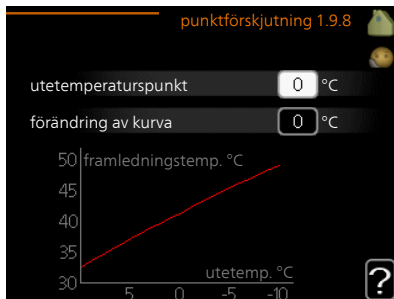 punktförskjutning 1.9.8
utetemperaturspunkt 0 °C
förändring av kurva 0 °C
50 framledningstemp. °C
45
40
35
utetemp. °C
30
5 0 -5 -10
?